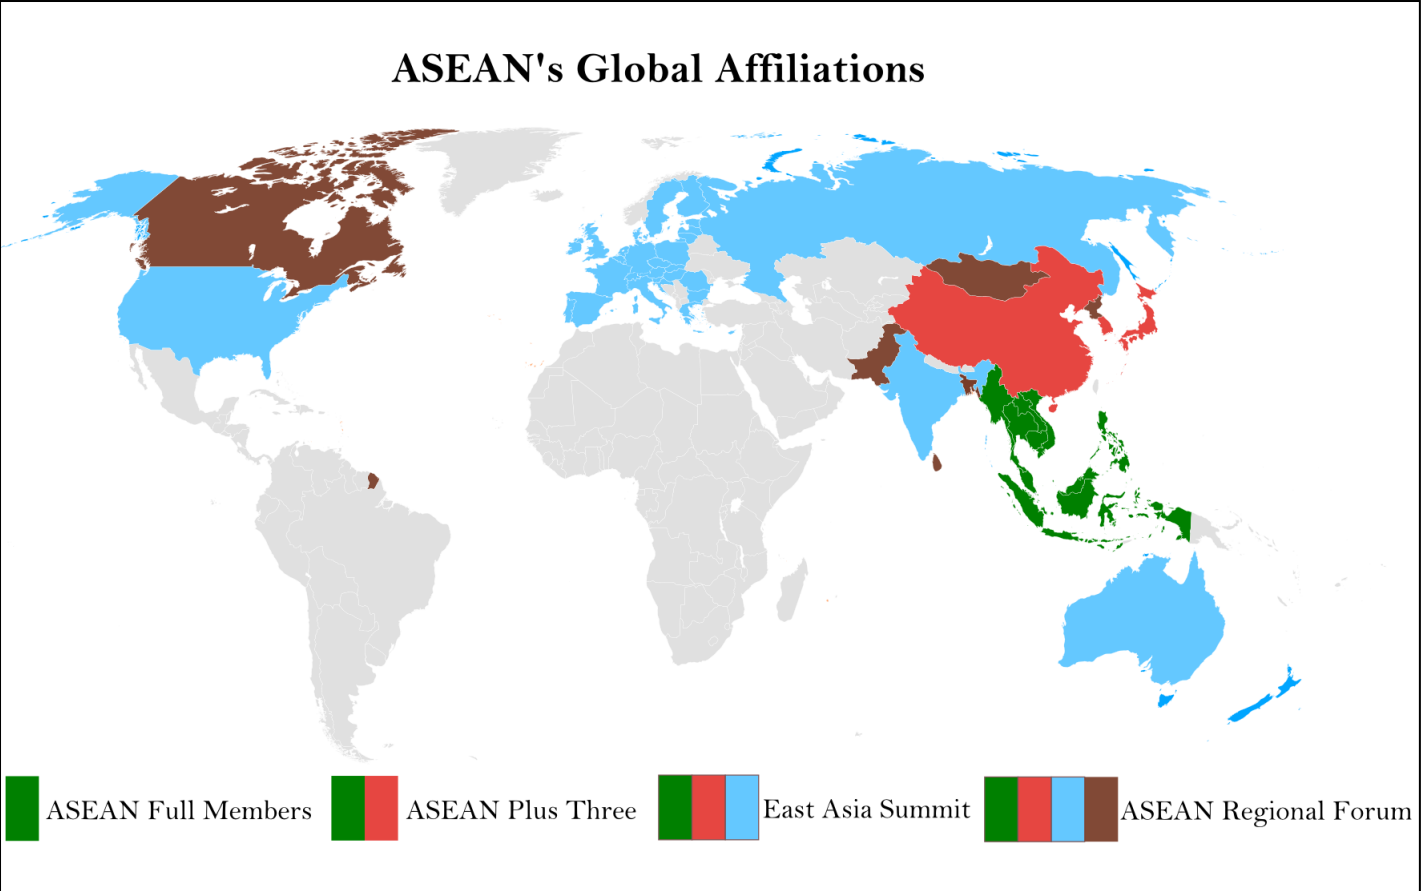 ASEAN's Global Affiliations
ASEAN Full Members
ASEAN Plus Three
East Asia Summit
ASEAN Regional Forum